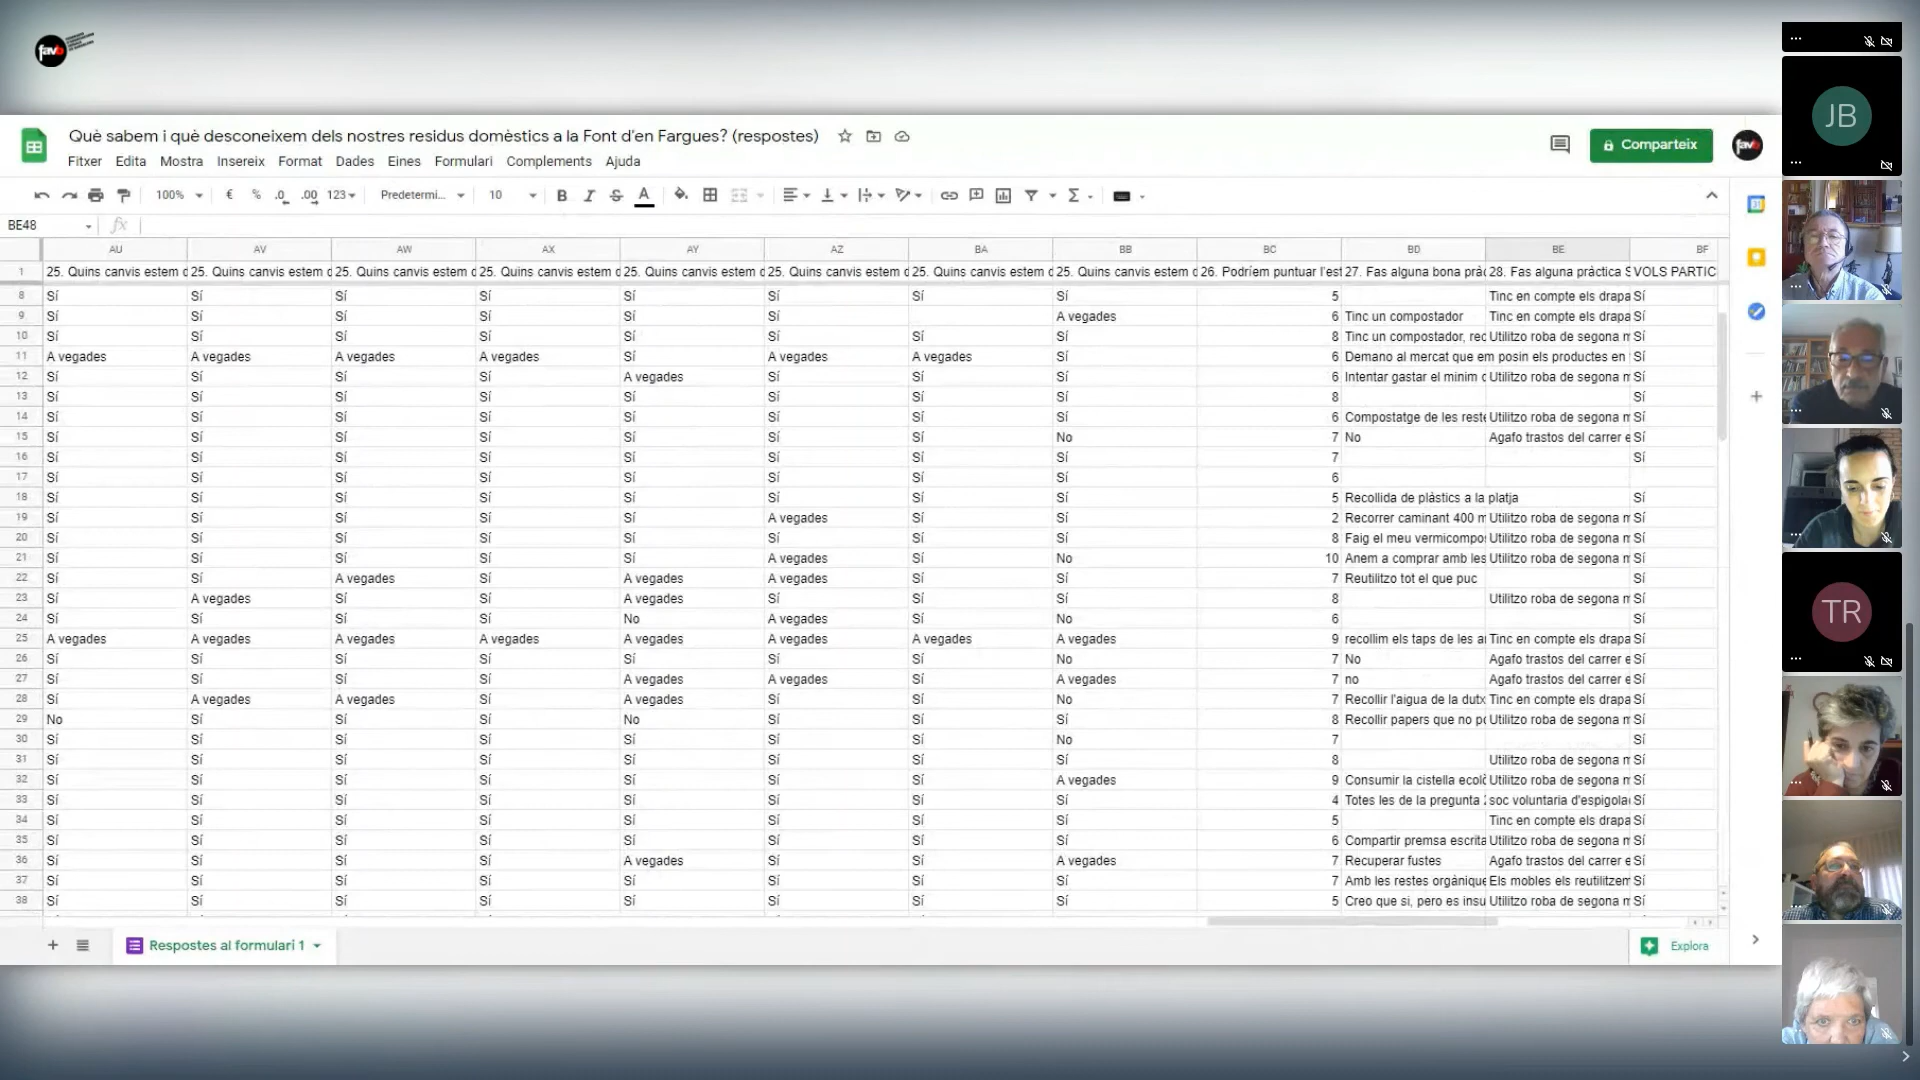 favb
JB
Què sabem i què desconeixem dels nostres residus domèstics a la Font d'en Fargues? (respostes)
Comparteix
favb
Fitxer Edita Mostra Insereix Format Dades Eines Formulari Complements Ajuda
100% € % .0 .00 123 Predetermi... 10 B I S A Σ
BE48 fx
AU AV AW AX AY AZ BA BB BC BD BE BF
1 25. Quins canvis estem d 25. Quins canvis estem d 25. Quins canvis estem d 25. Quins canvis estem d 25. Quins canvis estem d 25. Quins canvis estem d 25. Quins canvis estem d 25. Quins canvis estem d 26. Podríem puntuar l'est 27. Fas alguna bona prà 28. Fas alguna pràctica S VOLS PARTIC
8 Sí Sí Sí Sí Sí Sí Sí Sí 5 Tinc en compte els drapa Sí
9 Sí Sí Sí Sí Sí Sí A vegades 6 Tinc un compostador Tinc en compte els drapa Sí
10 Sí Sí Sí Sí Sí Sí Sí Sí 8 Tinc un compostador, rec Utilitzo roba de segona m Sí
11 A vegades A vegades A vegades A vegades Sí A vegades A vegades Sí 6 Demano al mercat que em posin els productes en Sí
12 Sí Sí Sí Sí A vegades Sí Sí Sí 6 Intentar gastar el minim Utilitzo roba de segona m Sí
13 Sí Sí Sí Sí Sí Sí Sí Sí 8 Sí
14 Sí Sí Sí Sí Sí Sí Sí Sí 6 Compostatge de les reste Utilitzo roba de segona m Sí
15 Sí Sí Sí Sí Sí Sí Sí No 7 No Agafo trastos del carrer e Sí
16 Sí Sí Sí Sí Sí Sí Sí Sí 7 Sí
17 Sí Sí Sí Sí Sí Sí Sí Sí 6
18 Sí Sí Sí Sí Sí Sí Sí Sí 5 Recollida de plàstics a la platja Sí
19 Sí Sí Sí Sí Sí A vegades Sí Sí 2 Recorrer caminant 400 m Utilitzo roba de segona m Sí
20 Sí Sí Sí Sí Sí Sí Sí Sí 8 Faig el meu vermicompos Utilitzo roba de segona m Sí
21 Sí Sí Sí Sí Sí A vegades Sí No 10 Anem a comprar amb les Utilitzo roba de segona m Sí
22 Sí Sí A vegades Sí A vegades A vegades Sí Sí 7 Reutilitzo tot el que puc Sí
23 Sí A vegades Sí Sí A vegades Sí Sí Sí 8 Utilitzo roba de segona m Sí
24 Sí Sí Sí Sí No A vegades Sí No 6 Sí
25 A vegades A vegades A vegades A vegades A vegades A vegades A vegades A vegades 9 recollim els taps de les a Tinc en compte els drapa Sí
26 Sí Sí Sí Sí Sí Sí Sí No 7 No Agafo trastos del carrer e Sí
27 Sí Sí Sí Sí A vegades A vegades Sí A vegades 7 no Agafo trastos del carrer e Sí
28 Sí A vegades A vegades Sí A vegades Sí Sí No 7 Recollir l'aigua de la dutx Tinc en compte els drapa Sí
29 No Sí Sí Sí No Sí Sí Sí 8 Recollir papers que no po Utilitzo roba de segona m Sí
30 Sí Sí Sí Sí Sí Sí Sí No 7 Sí
31 Sí Sí Sí Sí Sí Sí Sí Sí 8 Utilitzo roba de segona m Sí
32 Sí Sí Sí Sí Sí Sí Sí A vegades 9 Consumir la cistella ecolò Utilitzo roba de segona m Sí
33 Sí Sí Sí Sí Sí Sí Sí Sí 4 Totes les de la pregunta soc voluntaria d'espigola Sí
34 Sí Sí Sí Sí Sí Sí Sí Sí 5 Tinc en compte els drapa Sí
35 Sí Sí Sí Sí Sí Sí Sí Sí 6 Compartir premsa escrita Utilitzo roba de segona m Sí
36 Sí Sí Sí Sí A vegades Sí Sí A vegades 7 Recuperar fustes Agafo trastos del carrer e Sí
37 Sí Sí Sí Sí Sí Sí Sí Sí 7 Amb les restes orgànique Els mobles els reutilitzem Sí
38 Sí Sí Sí Sí Sí Sí Sí Sí 5 Creo que si, pero es insu Utilitzo roba de segona m Sí
TR
Respostes al formulari 1
Explora